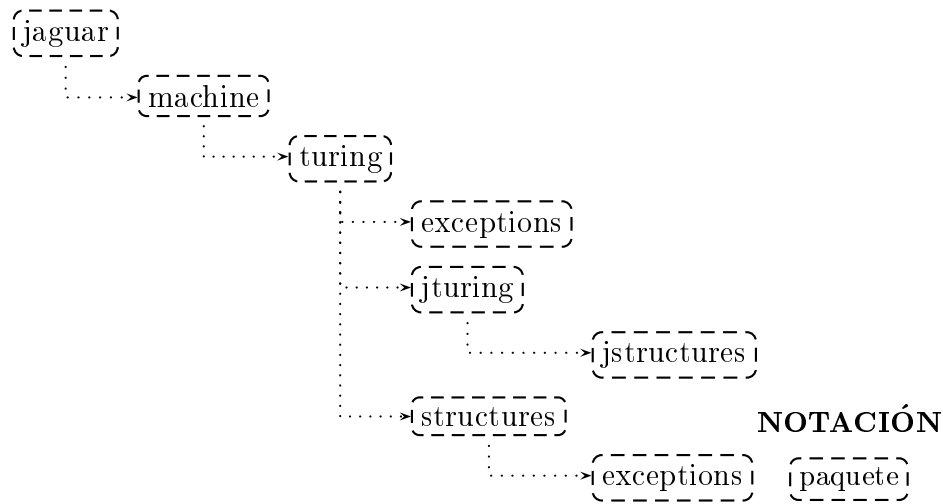 jaguar
machine
turing
exceptions
jturing
jstructures
structures
NOTACIÓN
exceptions
paquete